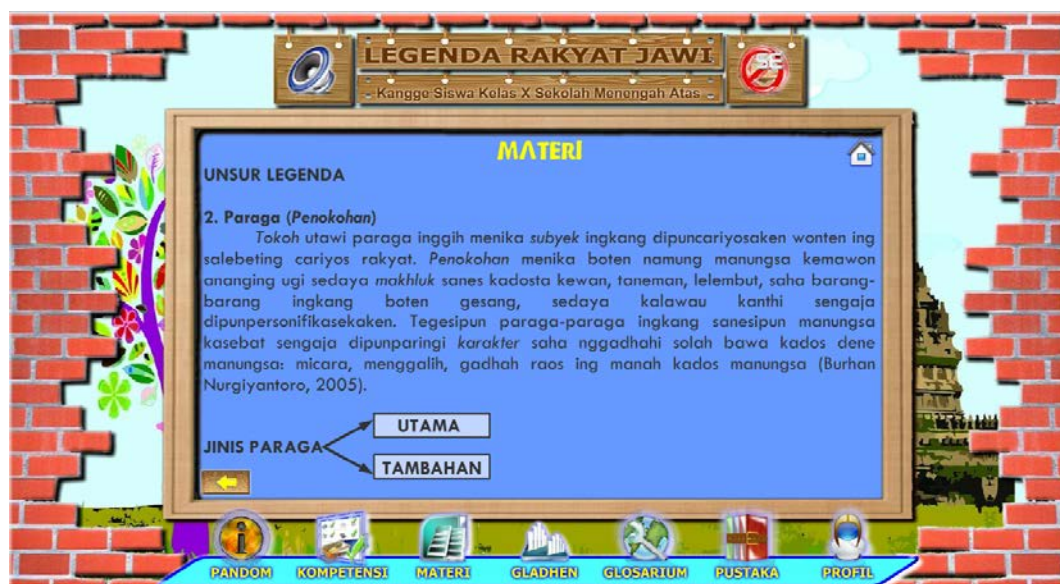 LEGENDA RAKYAT JAWI
Kangge Siswa Kelas X Sekolah Menengah Atas
SE
MATERI
UNSUR LEGENDA
2. Paraga (Penokohan)
Tokoh utawi paraga inggih menika subyek ingkang dipuncariyosaken wonten ing
salebeting cariyos rakyat. Penokohan menika boten namung manungsa kemawon
ananging ugi sedaya makhluk sanes kadosta kewan, taneman, lelembut, saha barang-
barang ingkang boten gesang, sedaya kalawau kanthi sengaja
dipunpersonifikasekaken. Tegesipun paraga-paraga ingkang sanesipun manungsa
kasebat sengaja dipunparingi karakter saha nggadhahi solah bawa kados dene
manungsa: micara, menggalih, gadhah raos ing manah kados manungsa (Burhan
Nurgiyantoro, 2005).
JINIS PARAGA
UTAMA
TAMBAHAN
PANDOM KOMPETENSI MATERI GLADHEN GLOSARIUM PUSTAKA PROFIL